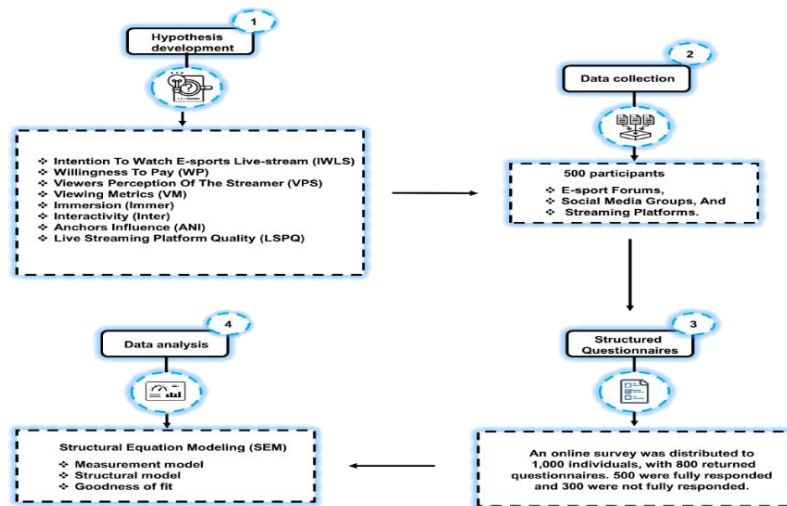 1
Hypothesis
development
❖ Intention To Watch E-sports Live-stream (IWLS)
❖ Willingness To Pay (WP)
❖ Viewers Perception Of The Streamer (VPS)
❖ Viewing Metrics (VM)
❖ Immersion (Immer)
❖ Interactivity (Inter)
❖ Anchors Influence (ANI)
❖ Live Streaming Platform Quality (LSPQ)
2
Data collection
500 participants
❖ E-sport Forums,
❖ Social Media Groups, And
❖ Streaming Platforms.
3
Structured
Questionnaires
An online survey was distributed to
1,000 individuals, with 800 returned
questionnaires. 500 were fully responded
and 300 were not fully responded.
4
Data analysis
Structural Equation Modeling (SEM)
❖ Measurement model
❖ Structural model
❖ Goodness of fit